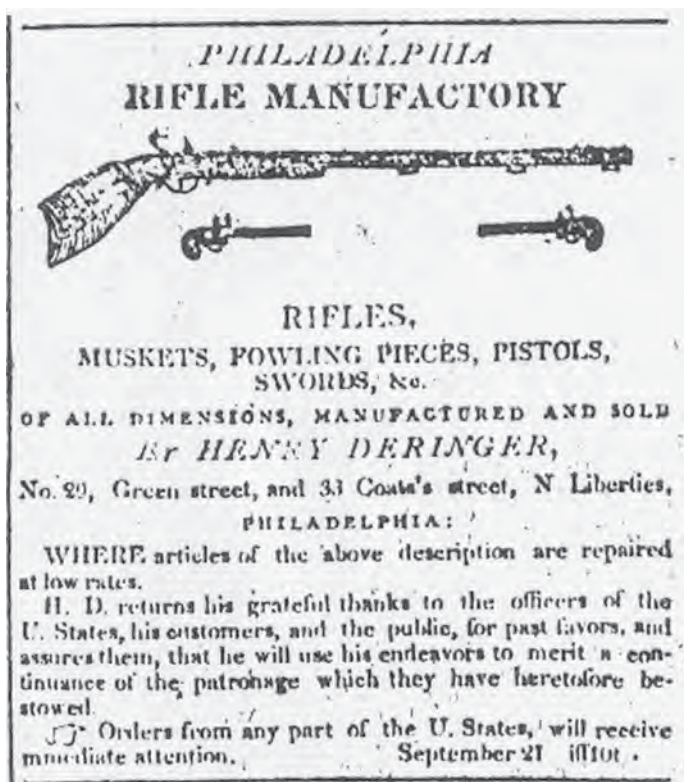 PHILADELPHIA
RIFLE MANUFACTORY
RIFLES,
MUSKETS, FOWLING PIECES, PISTOLS,
SWORDS, &c.
OF ALL DIMENSIONS, MANUFACTURED AND SOLD
By HENRY DERINGER,
No. 29, Green street, and 33 Coats's street, N Liberties,
PHILADELPHIA:
WHERE articles of the above description are repaired
at low rates.
H. D. returns his grateful thanks to the officers of the
U. States, his customers, and the public, for past favors, and
assures them, that he will use his endeavors to merit a con-
tinuance of the patronage which they have heretofore be-
stowed.
☞ Orders from any part of the U. States, will receive
immediate attention. September 21